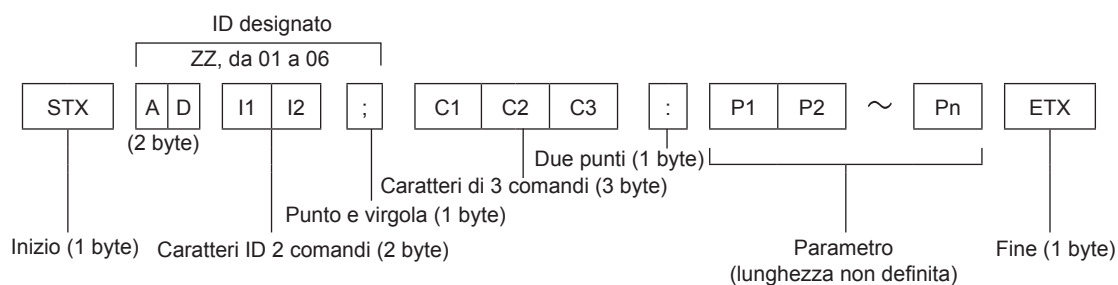 ID designato
ZZ, da 01 a 06
STX A D I1 I2 ; C1 C2 C3 : P1 P2 ～ Pn ETX
(2 byte)
Due punti (1 byte)
Caratteri di 3 comandi (3 byte)
Punto e virgola (1 byte)
Inizio (1 byte) Caratteri ID 2 comandi (2 byte) Parametro Fine (1 byte)
(lunghezza non definita)